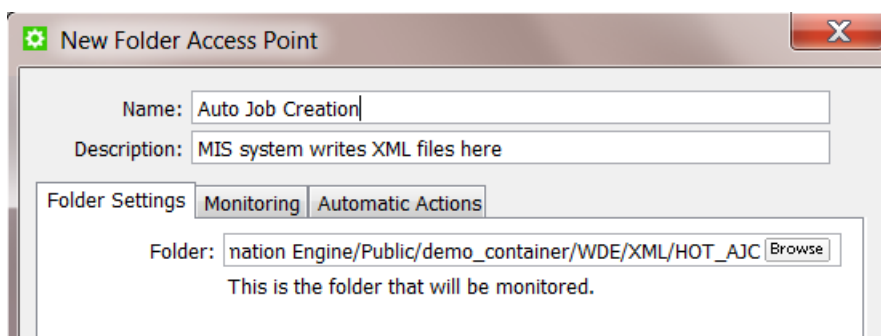 New Folder Access Point
Name: Auto Job Creation
Description: MIS system writes XML files here
Folder Settings Monitoring Automatic Actions
Folder: mation Engine/Public/demo_container/WDE/XML/HOT_AJC Browse
This is the folder that will be monitored.